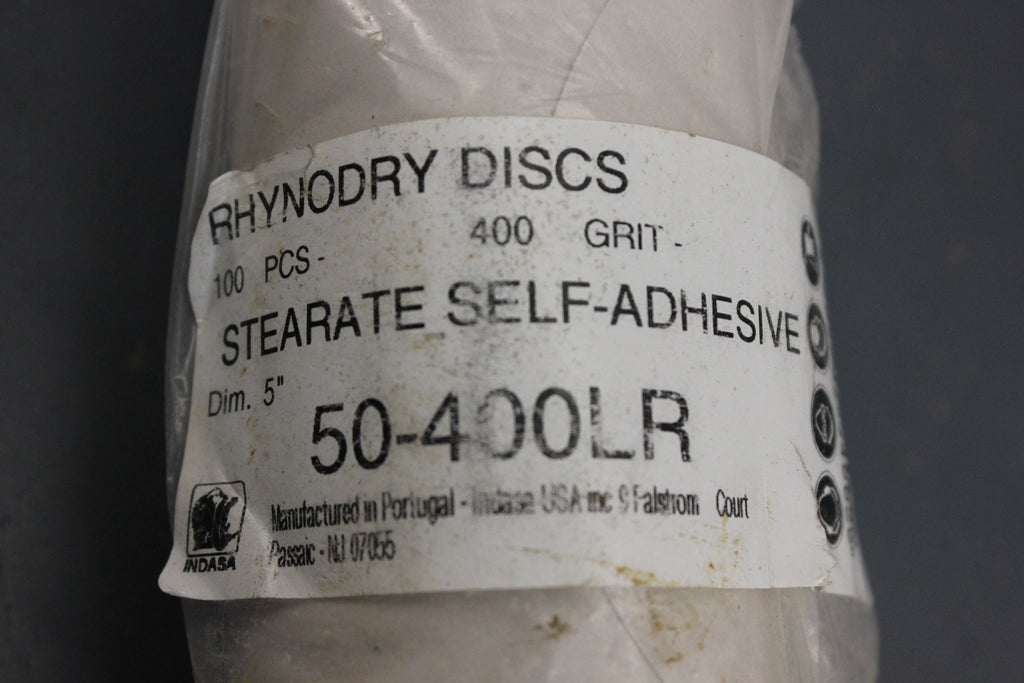 RHYNODRY DISCS
100 PCS - 400 GRIT -
STEARATE SELF-ADHESIVE
Dim. 5"
50-400LR
Manufactured in Portugal - Indasa USA inc 9 Falstrom Court
Passaic - NJ 07055
INDASA